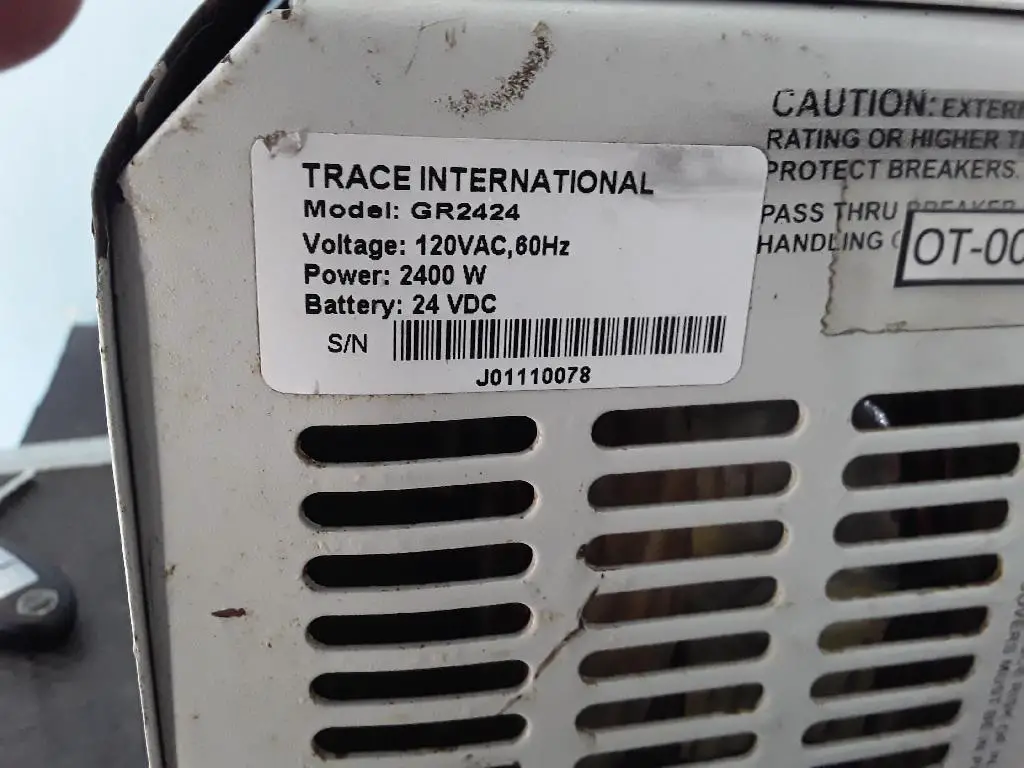 TRACE INTERNATIONAL
Model: GR2424
Voltage: 120VAC,60Hz
Power: 2400 W
Battery: 24 VDC
S/N
J01110078
CAUTION:
RATING OR HIGHER
PROTECT BREAKERS.
PASS THRU BREAKER
HANDLING
OT-00